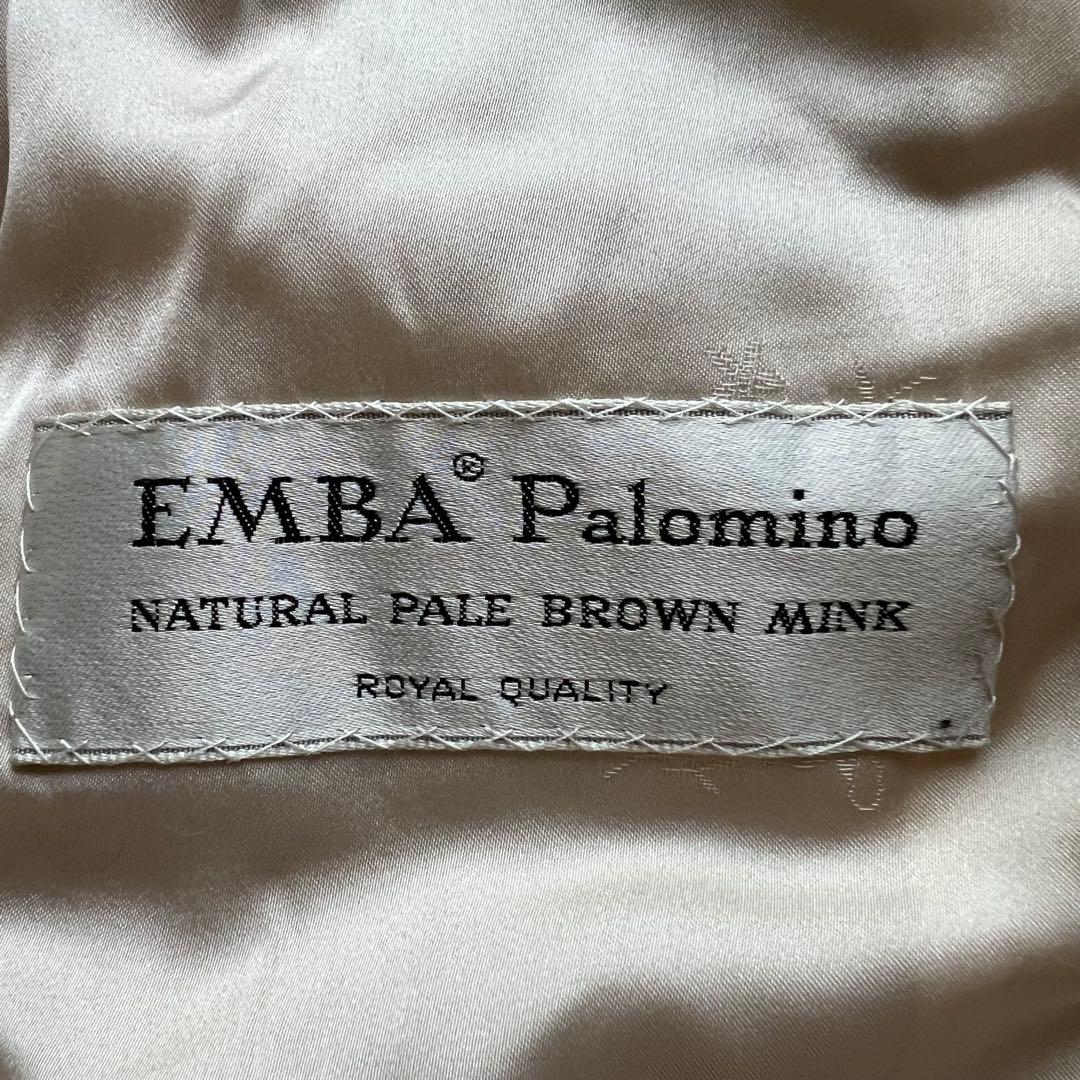 EMBA® Palomino
NATURAL PALE BROWN MINK
ROYAL QUALITY